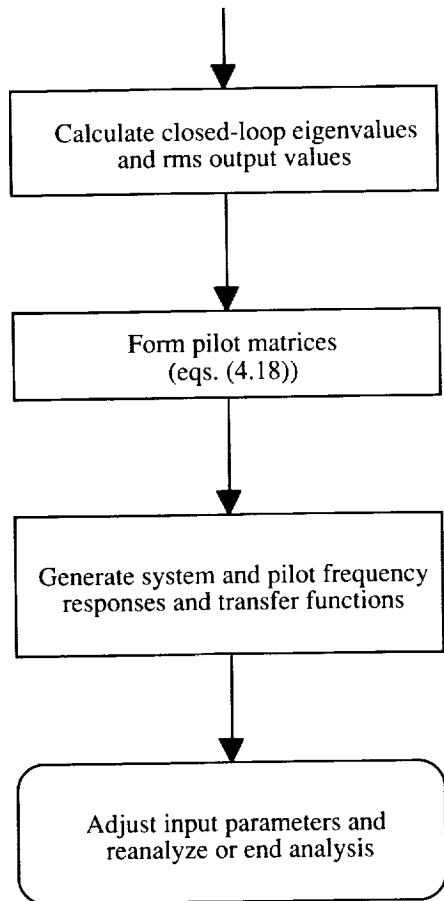 Calculate closed-loop eigenvalues
and rms output values
Form pilot matrices
(eqs. (4.18))
Generate system and pilot frequency
responses and transfer functions
Adjust input parameters and
reanalyze or end analysis